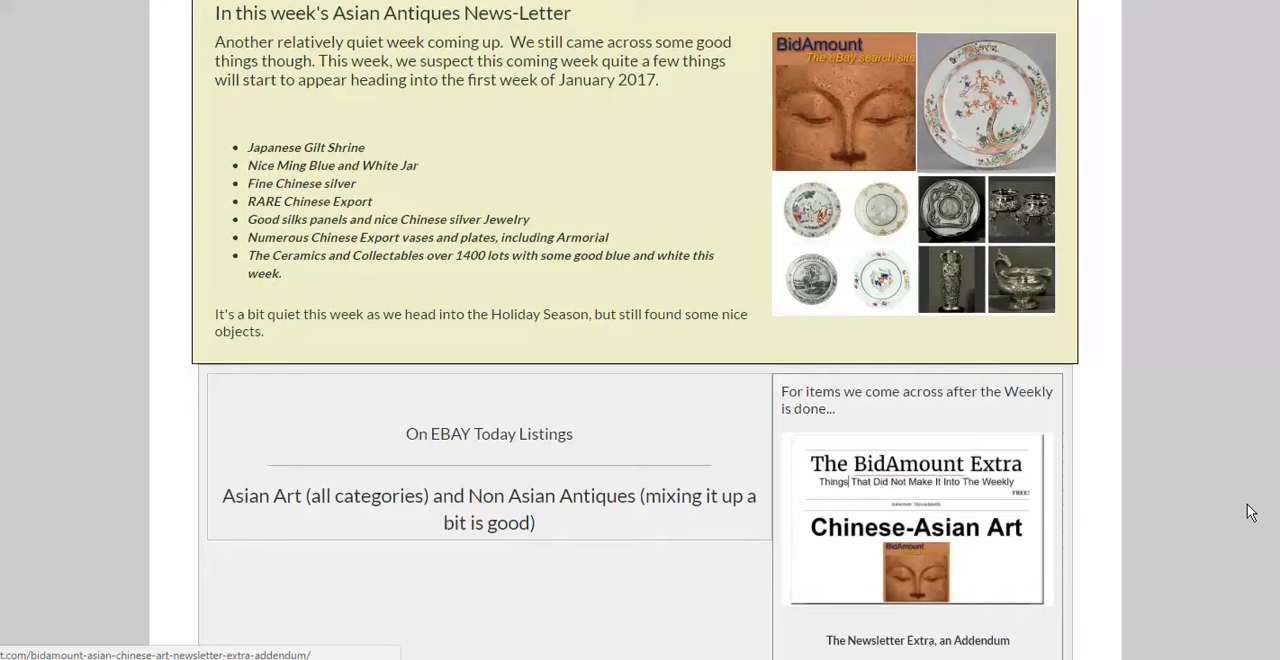 In this week's Asian Antiques News-Letter
Another relatively quiet week coming up. We still came across some good
things though. This week, we suspect this coming week quite a few things
will start to appear heading into the first week of January 2017.
BidAmount
The eBay search site
Japanese Gilt Shrine
Nice Ming Blue and White Jar
Fine Chinese silver
RARE Chinese Export
Good silks panels and nice Chinese silver Jewelry
Numerous Chinese Export vases and plates, including Armorial
The Ceramics and Collectables over 1400 lots with some good blue and white this
week.
It's a bit quiet this week as we head into the Holiday Season, but still found some nice
objects.
On EBAY Today Listings
Asian Art (all categories) and Non Asian Antiques (mixing it up a
bit is good)
For items we come across after the Weekly
is done...
The BidAmount Extra
Things That Did Not Make It Into The Weekly
FREE!
Chinese-Asian Art
BidAmount
The Newsletter Extra, an Addendum
t.com/bidamount-asian-chinese-art-newsletter-extra-addendum/